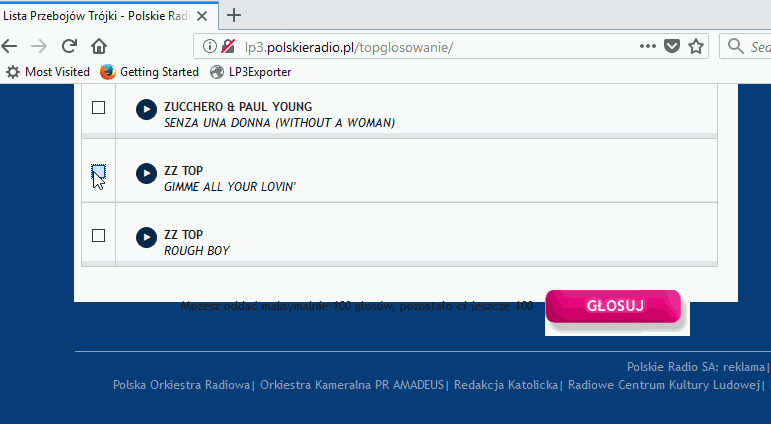 Lista Przebojów Trójki - Polskie Radi
lp3.polskieradio.pl/topglosowanie/
Sea
Most Visited Getting Started LP3Exporter
ZUCCHERO & PAUL YOUNG
SENZA UNA DONNA (WITHOUT A WOMAN)
ZZ TOP
GIMME ALL YOUR LOVIN'
ZZ TOP
ROUGH BOY
Możesz oddać maksymalnie 100 głosów, pozostało ci jeszcze 100
GŁOSUJ
Polskie Radio SA: reklama|
Polska Orkiestra Radiowa| Orkiestra Kameralna PR AMADEUS| Redakcja Katolicka| Radiowe Centrum Kultury Ludowej|